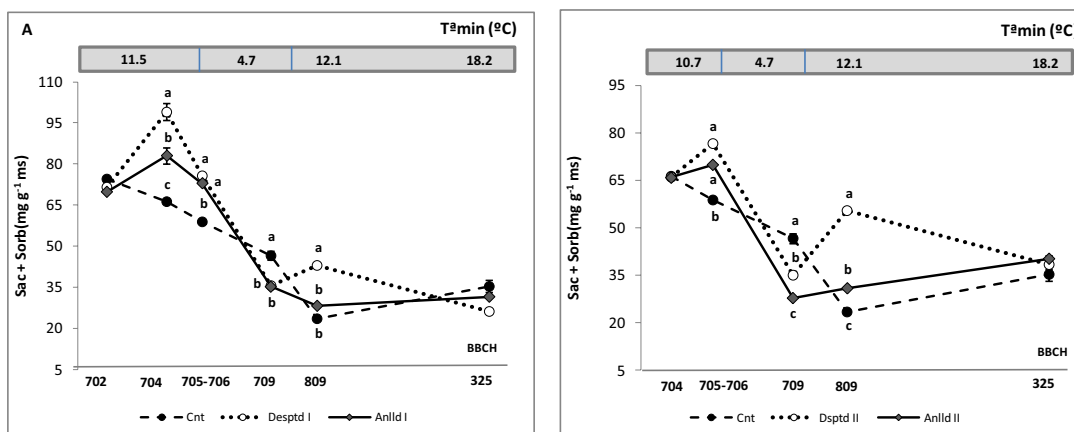 A
Tªmin (ºC)
11.5 4.7 12.1 18.2
110
95
80
65
50
35
20
5
Sac + Sorb(mg g-1 ms)
a
b
c
a
a
b
a
b
b
a
b
b
BBCH
702 704 705-706 709 809 325
Cnt Desptd I Anlld I
Tªmin (ºC)
10.7 4.7 12.1 18.2
95
80
65
50
35
20
5
Sac + Sorb (mg g-1 ms)
a
a
b
a
b
c
a
b
c
BBCH
704 705-706 709 809 325
Cnt Dsptd II Anlld II